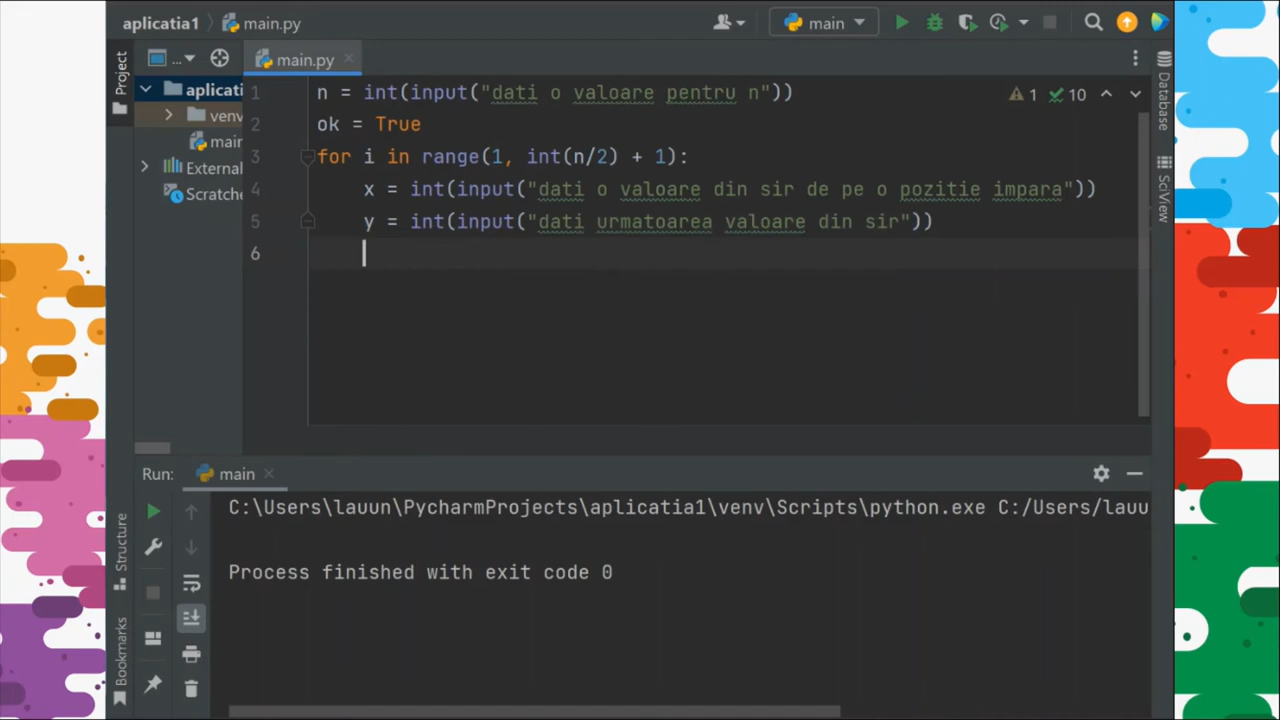 aplicatia1 main.py main
... main.py
Project
aplicati
venv
main
External
Scratche
1 n = int(input("dati o valoare pentru n")) 1 10
2 ok = True
3 for i in range(1, int(n/2) + 1):
4 x = int(input("dati o valoare din sir de pe o pozitie impara"))
5 y = int(input("dati urmatoarea valoare din sir"))
6
Database
SciView
Run: main
C:\Users\lauun\PycharmProjects\aplicatia1\venv\Scripts\python.exe C:/Users/lauu
Process finished with exit code 0
Structure
Bookmarks